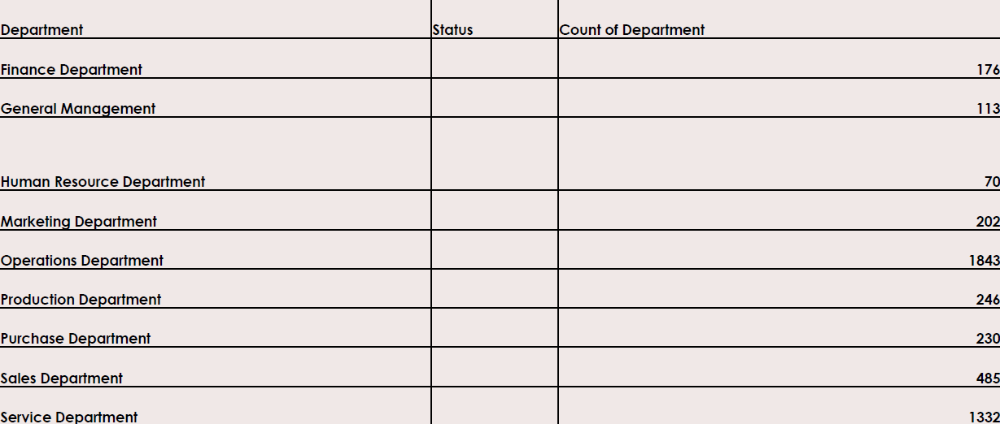 Department Status Count of Department
Finance Department 176
General Management 113
Human Resource Department 70
Marketing Department 202
Operations Department 1843
Production Department 246
Purchase Department 230
Sales Department 485
Service Department 1332